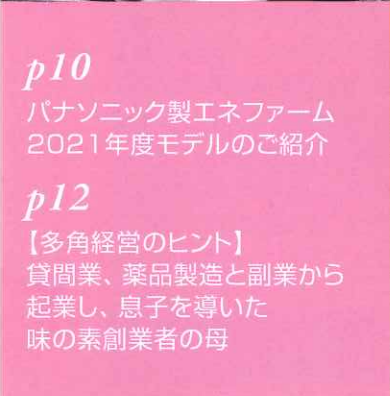 p10
パナソニック製エネファーム
2021年度モデルのご紹介
p12
【多角経営のヒント】
貸間業、薬品製造と副業から
起業し、息子を導いた
味の素創業者の母